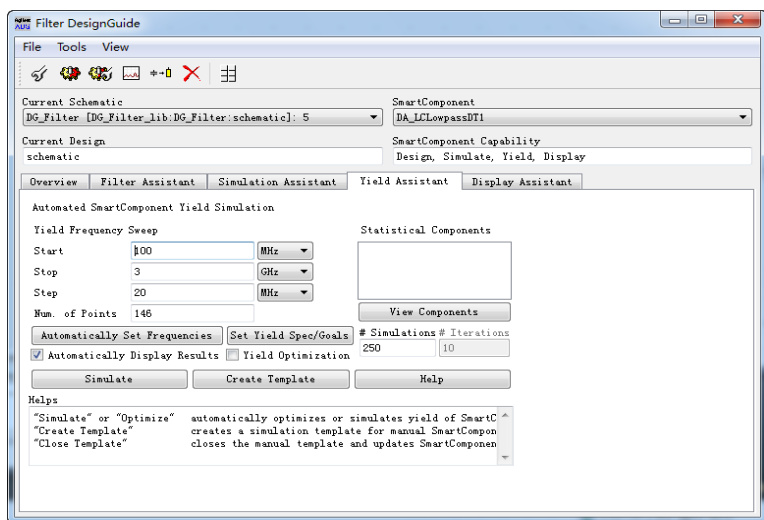 Filter DesignGuide
File Tools View
Current Schematic
DG_Filter [DG_Filter_lib:DG_Filter:schematic]: 5
SmartComponent
DA_LCLowpassDT1
Current Design
schematic
SmartComponent Capability
Design, Simulate, Yield, Display
Overview Filter Assistant Simulation Assistant Yield Assistant Display Assistant
Automated SmartComponent Yield Simulation
Yield Frequency Sweep
Start 100 MHz
Stop 3 GHz
Step 20 MHz
Num. of Points 146
Automatically Set Frequencies Set Yield Spec/Goals
Automatically Display Results Yield Optimization
Statistical Components
View Components
# Simulations # Iterations
250 10
Simulate Create Template Help
Helps
"Simulate" or "Optimize" automatically optimizes or simulates yield of SmartC
"Create Template" creates a simulation template for manual SmartCompon
"Close Template" closes the manual template and updates SmartComponen